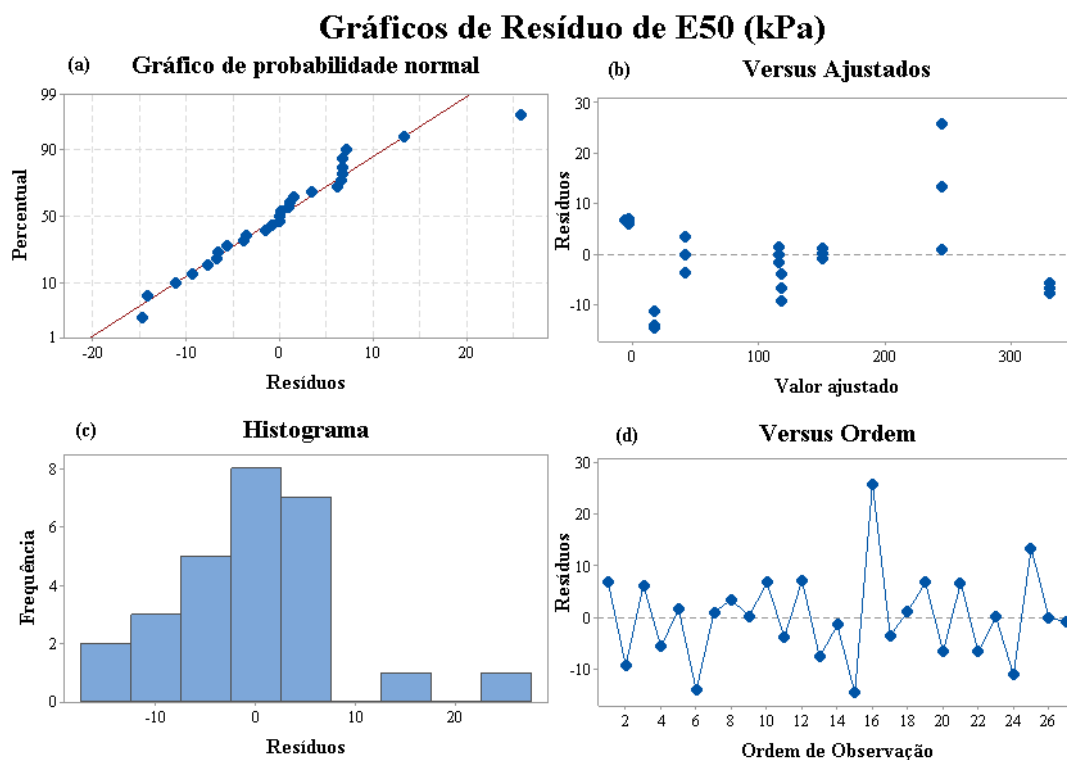 Gráficos de Resíduo de E50 (kPa)
(a) Gráfico de probabilidade normal
99
90
50
10
1
Percentual
-20 -10 0 10 20
Resíduos
(b) Versus Ajustados
30
20
10
0
-10
Resíduos
0 100 200 300
Valor ajustado
(c) Histograma
8
6
4
2
0
Frequência
-10 0 10 20
Resíduos
(d) Versus Ordem
30
20
10
0
-10
Resíduos
2 4 6 8 10 12 14 16 18 20 22 24 26
Ordem de Observação